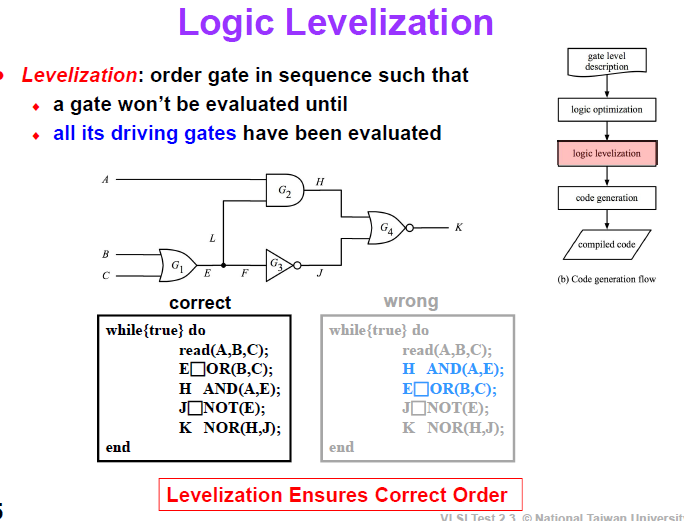 Logic Levelization
Levelization: order gate in sequence such that
a gate won't be evaluated until
all its driving gates have been evaluated
gate level
description
logic optimization
logic levelization
code generation
compiled code
(b) Code generation flow
A
G2
H
L
G4
K
B
C
G1
E
F
G3
J
correct
while{true} do
read(A,B,C);
E□OR(B,C);
H AND(A,E);
J□NOT(E);
K NOR(H,J);
end
wrong
while{true} do
read(A,B,C);
H AND(A,E);
E□OR(B,C);
J□NOT(E);
K NOR(H,J);
end
Levelization Ensures Correct Order
VLSI Test 2.3 © National Taiwan Universit